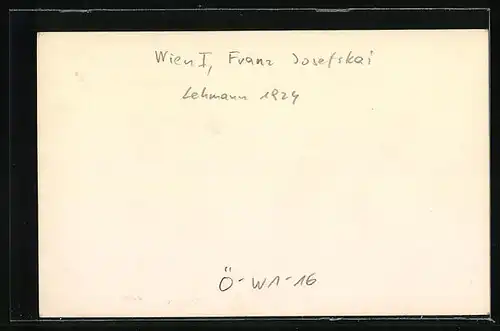 Wien I, Franz Josefskai
Lehmann 1924
Ö-W1-16